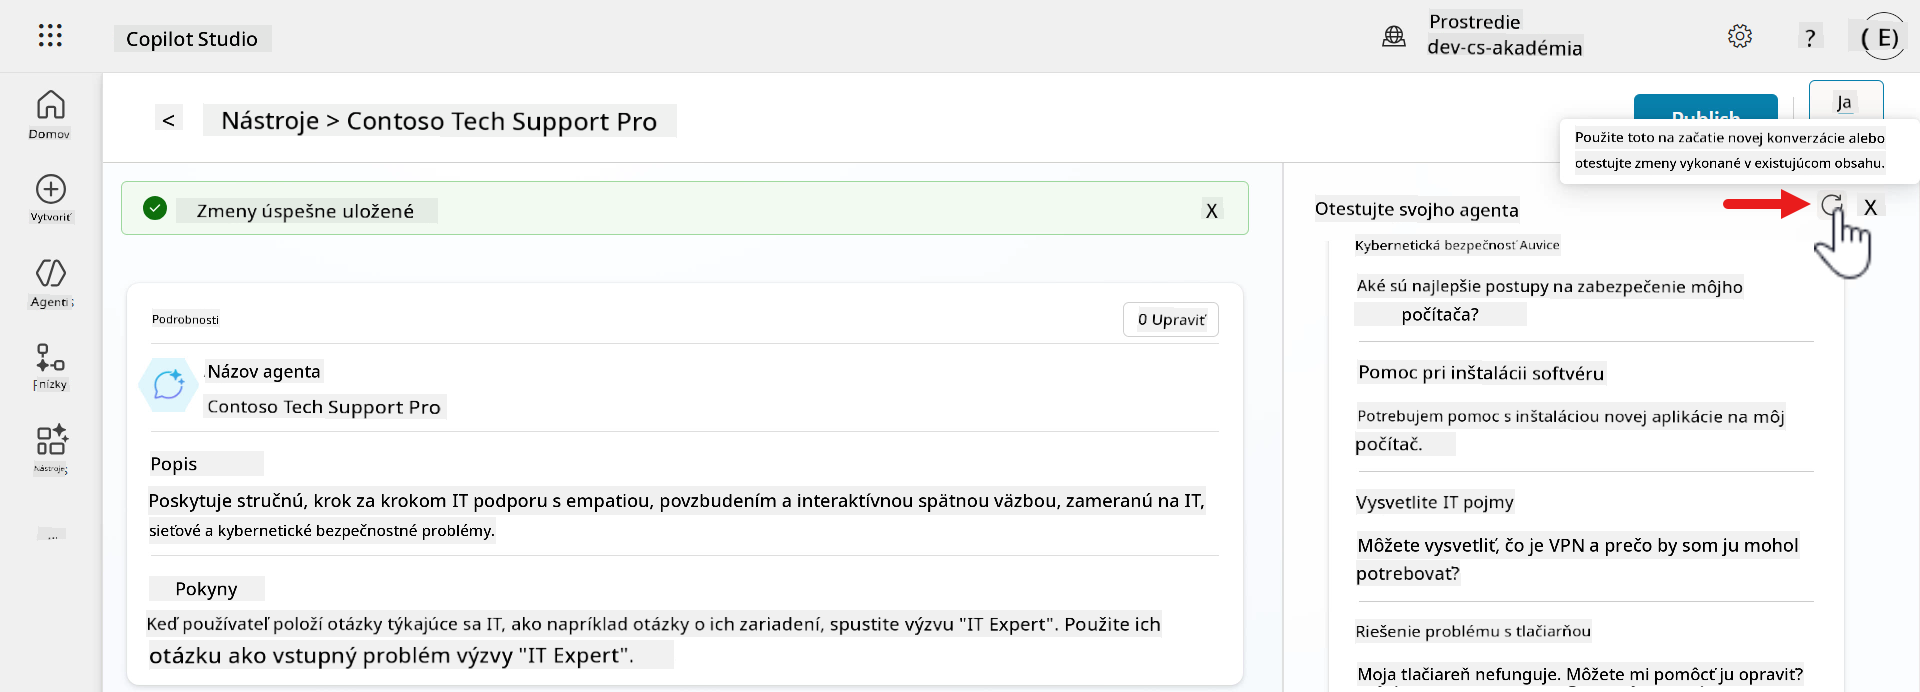 Copilot Studio
Prostredie
dev-cs-akadémia
?
( E)
Domov
Vytvoriť
Agenti
Nástroje
<
Nástroje > Contoso Tech Support Pro
Publish
Ja
Použite toto na začatie novej konverzácie alebo
otestujte zmeny vykonané v existujúcom obsahu.
Zmeny úspešne uložené
X
Podrobnosti
0 Upraviť
Názov agenta
Contoso Tech Support Pro
Popis
Poskytuje stručnú, krok za krokom IT podporu s empatiou, povzbudením a interaktívnou spätnou väzbou, zameranú na IT,
sieťové a kybernetické bezpečnostné problémy.
Pokyny
Keď používateľ položí otázky týkajúce sa IT, ako napríklad otázky o ich zariadení, spustite výzvu "IT Expert". Použite ich
otázku ako vstupný problém výzvy "IT Expert".
Otestujte svojho agenta
X
Kybernetická bezpečnosť Auvice
Aké sú najlepšie postupy na zabezpečenie môjho
počítača?
Pomoc pri inštalácii softvéru
Potrebujem pomoc s inštaláciou novej aplikácie na môj
počítač.
Vysvetlite IT pojmy
Môžete vysvetliť, čo je VPN a prečo by som ju mohol
potrebovať?
Riešenie problému s tlačiarňou
Moja tlačiareň nefunguje. Môžete mi pomôcť ju opraviť?